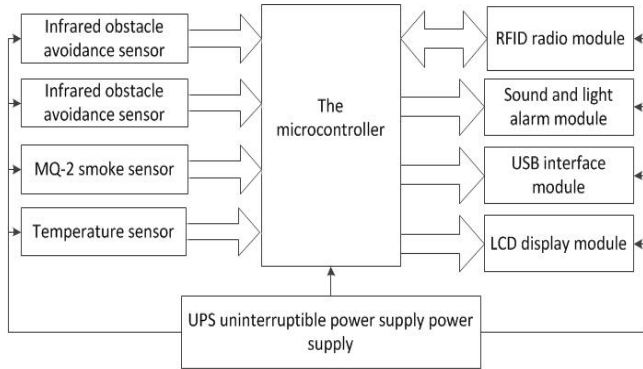 Infrared obstacle
avoidance sensor
Infrared obstacle
avoidance sensor
MQ-2 smoke sensor
Temperature sensor
The
microcontroller
RFID radio module
Sound and light
alarm module
USB interface
module
LCD display module
UPS uninterruptible power supply power
supply